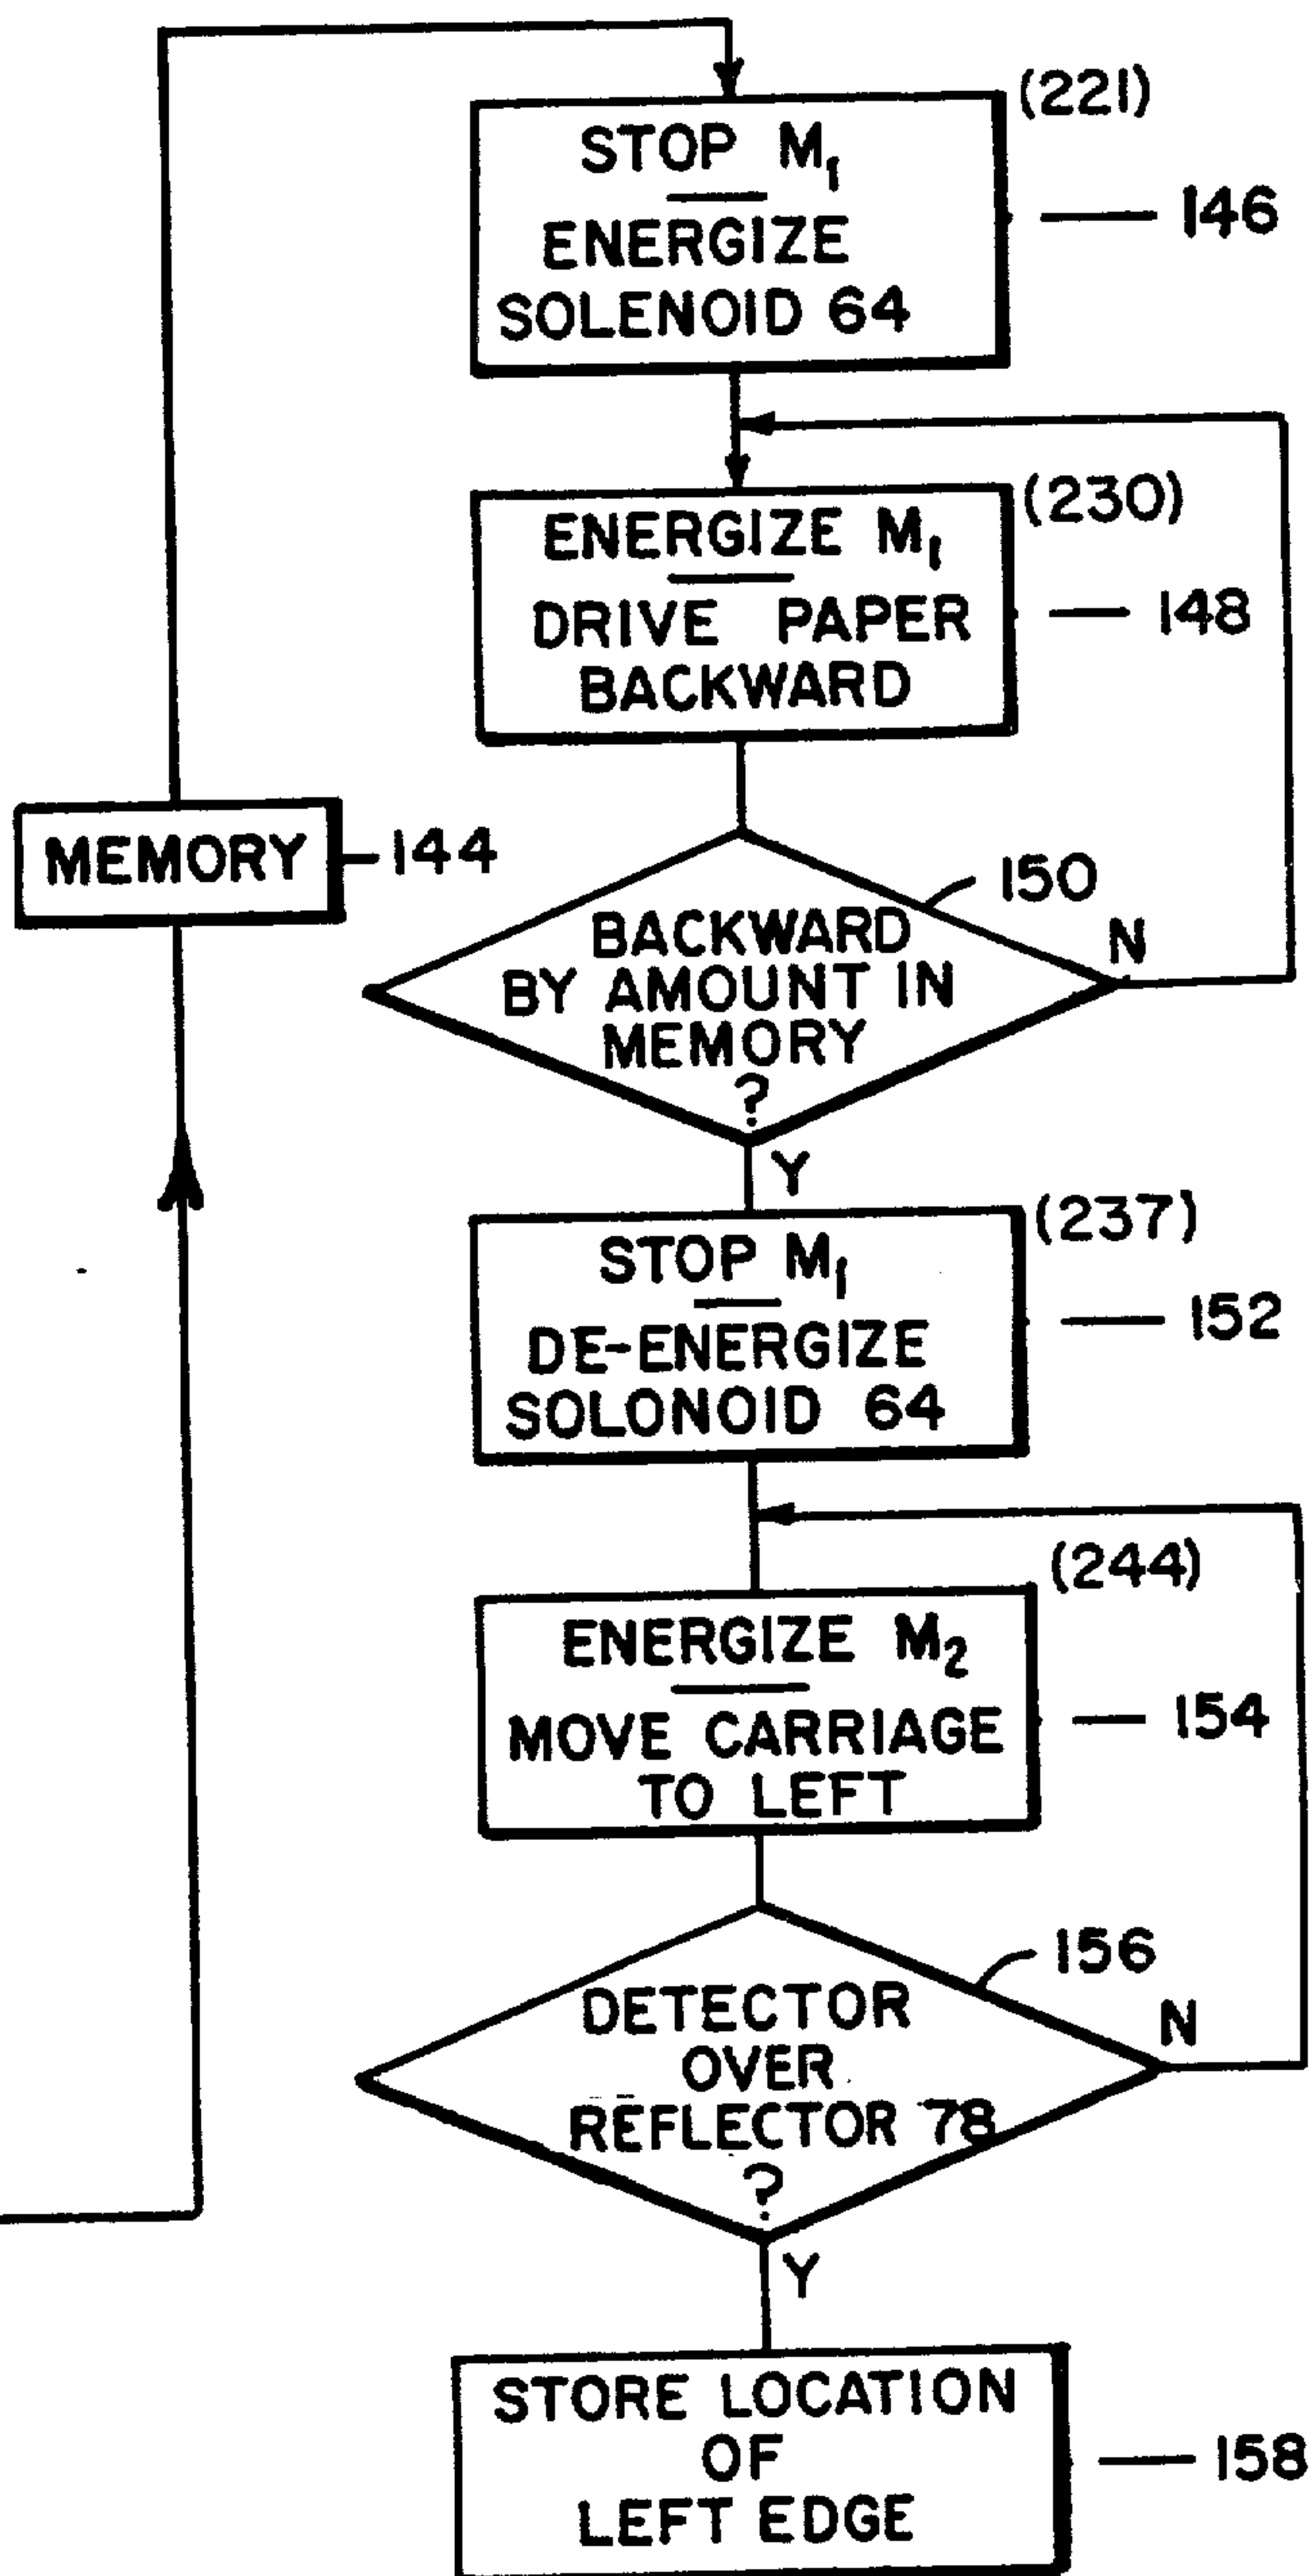 (221)
STOP M₁
ENERGIZE
SOLENOID 64
146
(230)
ENERGIZE M₁
DRIVE PAPER
BACKWARD
148
MEMORY
144
150
BACKWARD
BY AMOUNT IN
MEMORY
?
N
Y
(237)
STOP M₁
DE-ENERGIZE
SOLONOID 64
152
(244)
ENERGIZE M₂
MOVE CARRIAGE
TO LEFT
154
156
DETECTOR
OVER
REFLECTOR 78
?
N
Y
STORE LOCATION
OF
LEFT EDGE
158